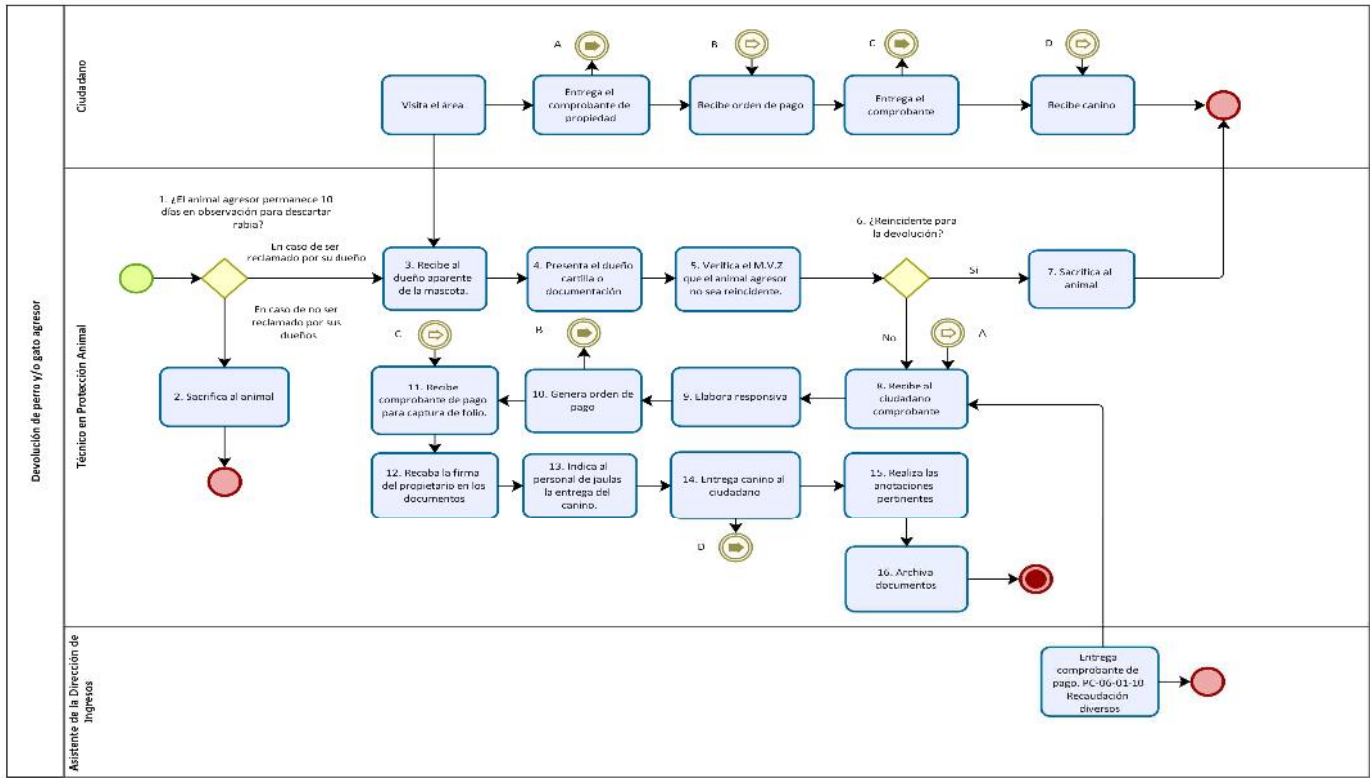 Devolución de perro y/o gato agresor
Ciudadano
A
B
C
D
Visita el área
Entrega el
comprobante de
propiedad
Recibe orden de pago
Entrega el
comprobante
Recibe canino
Técnico en Protección Animal
1. ¿El animal agresor permanece 10
días en observación para descartar
rabia?
En caso de ser
reclamado por su dueño
En caso de no ser
reclamado por sus
dueños
2. Sacrifica al animal
3. Recibe al
dueño aparente
de la mascota.
4. Presenta el dueño
cartilla o
documentación
5. Verifica el M.V.Z
que el animal agresor
no sea reincidente.
6. ¿Reincidente para
la devolución?
Sí
No
7. Sacrifica al
animal
C
B
A
11. Recibe
comprobante de pago
para captura de folio.
10. Genera orden de
pago
9. Elabora responsiva
8. Recibe al
ciudadano
comprobante
12. Recaba la firma
del propietario en los
documentos
13. Indica al
personal de jaulas
la entrega del
canino.
14. Entrega canino al
ciudadano
15. Realiza las
anotaciones
pertinentes
D
16. Archiva
documentos
Asistente de la Dirección de
Ingresos
Entrega
comprobante de
pago. PC-06-01-10
Recaudación
diversos